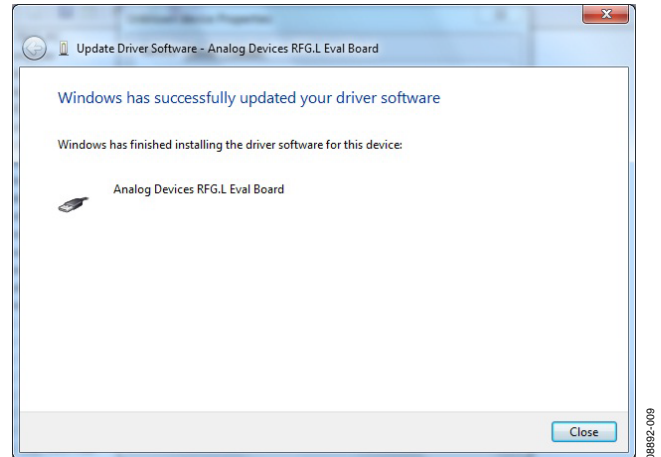 Update Driver Software - Analog Devices RFG.L Eval Board
Windows has successfully updated your driver software
Windows has finished installing the driver software for this device:
Analog Devices RFG.L Eval Board
Close
08892-009